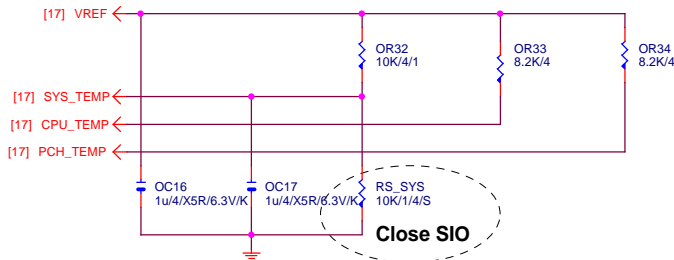 [17] VREF
OR32
10K/4/1
OR33
8.2K/4
OR34
8.2K/4
[17] SYS_TEMP
[17] CPU_TEMP
[17] PCH_TEMP
OC16
1u/4/X5R/6.3V/K
OC17
1u/4/X5R/6.3V/K
RS_SYS
10K/1/4/S
Close SIO